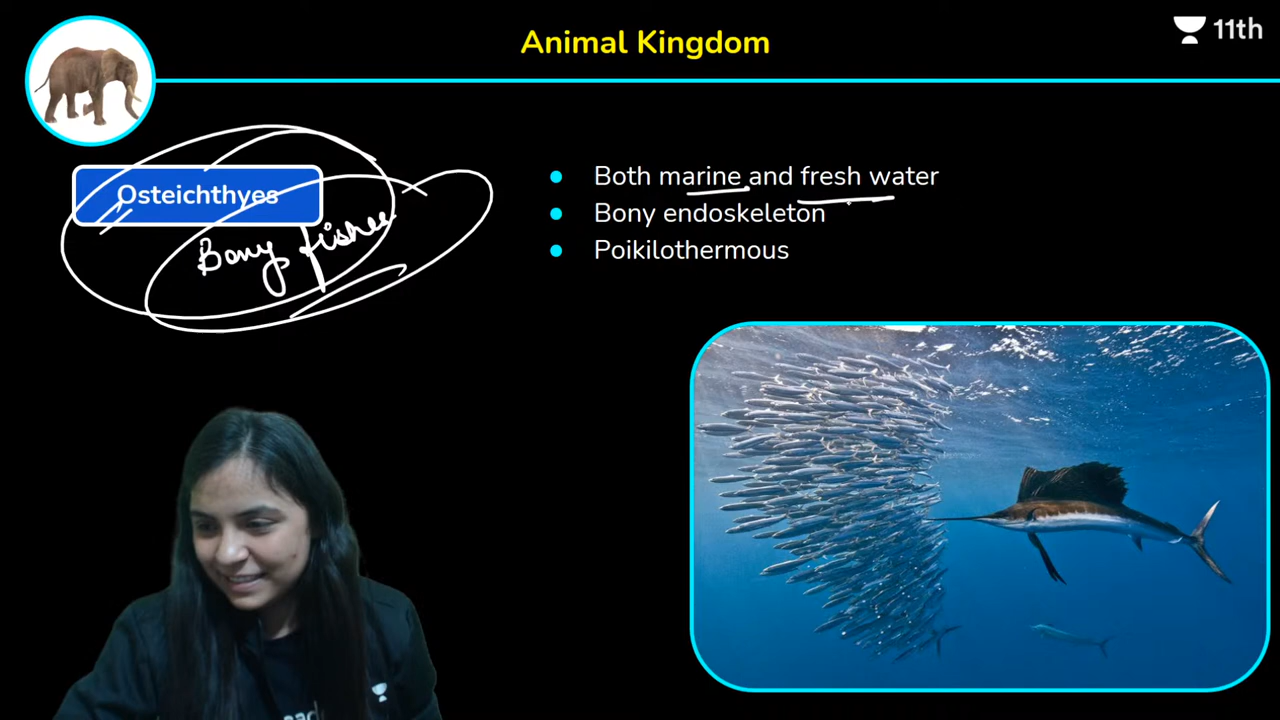 Animal Kingdom
11th
Osteichthyes
Bony fishes
Both marine and fresh water
Bony endoskeleton
Poikilothermous